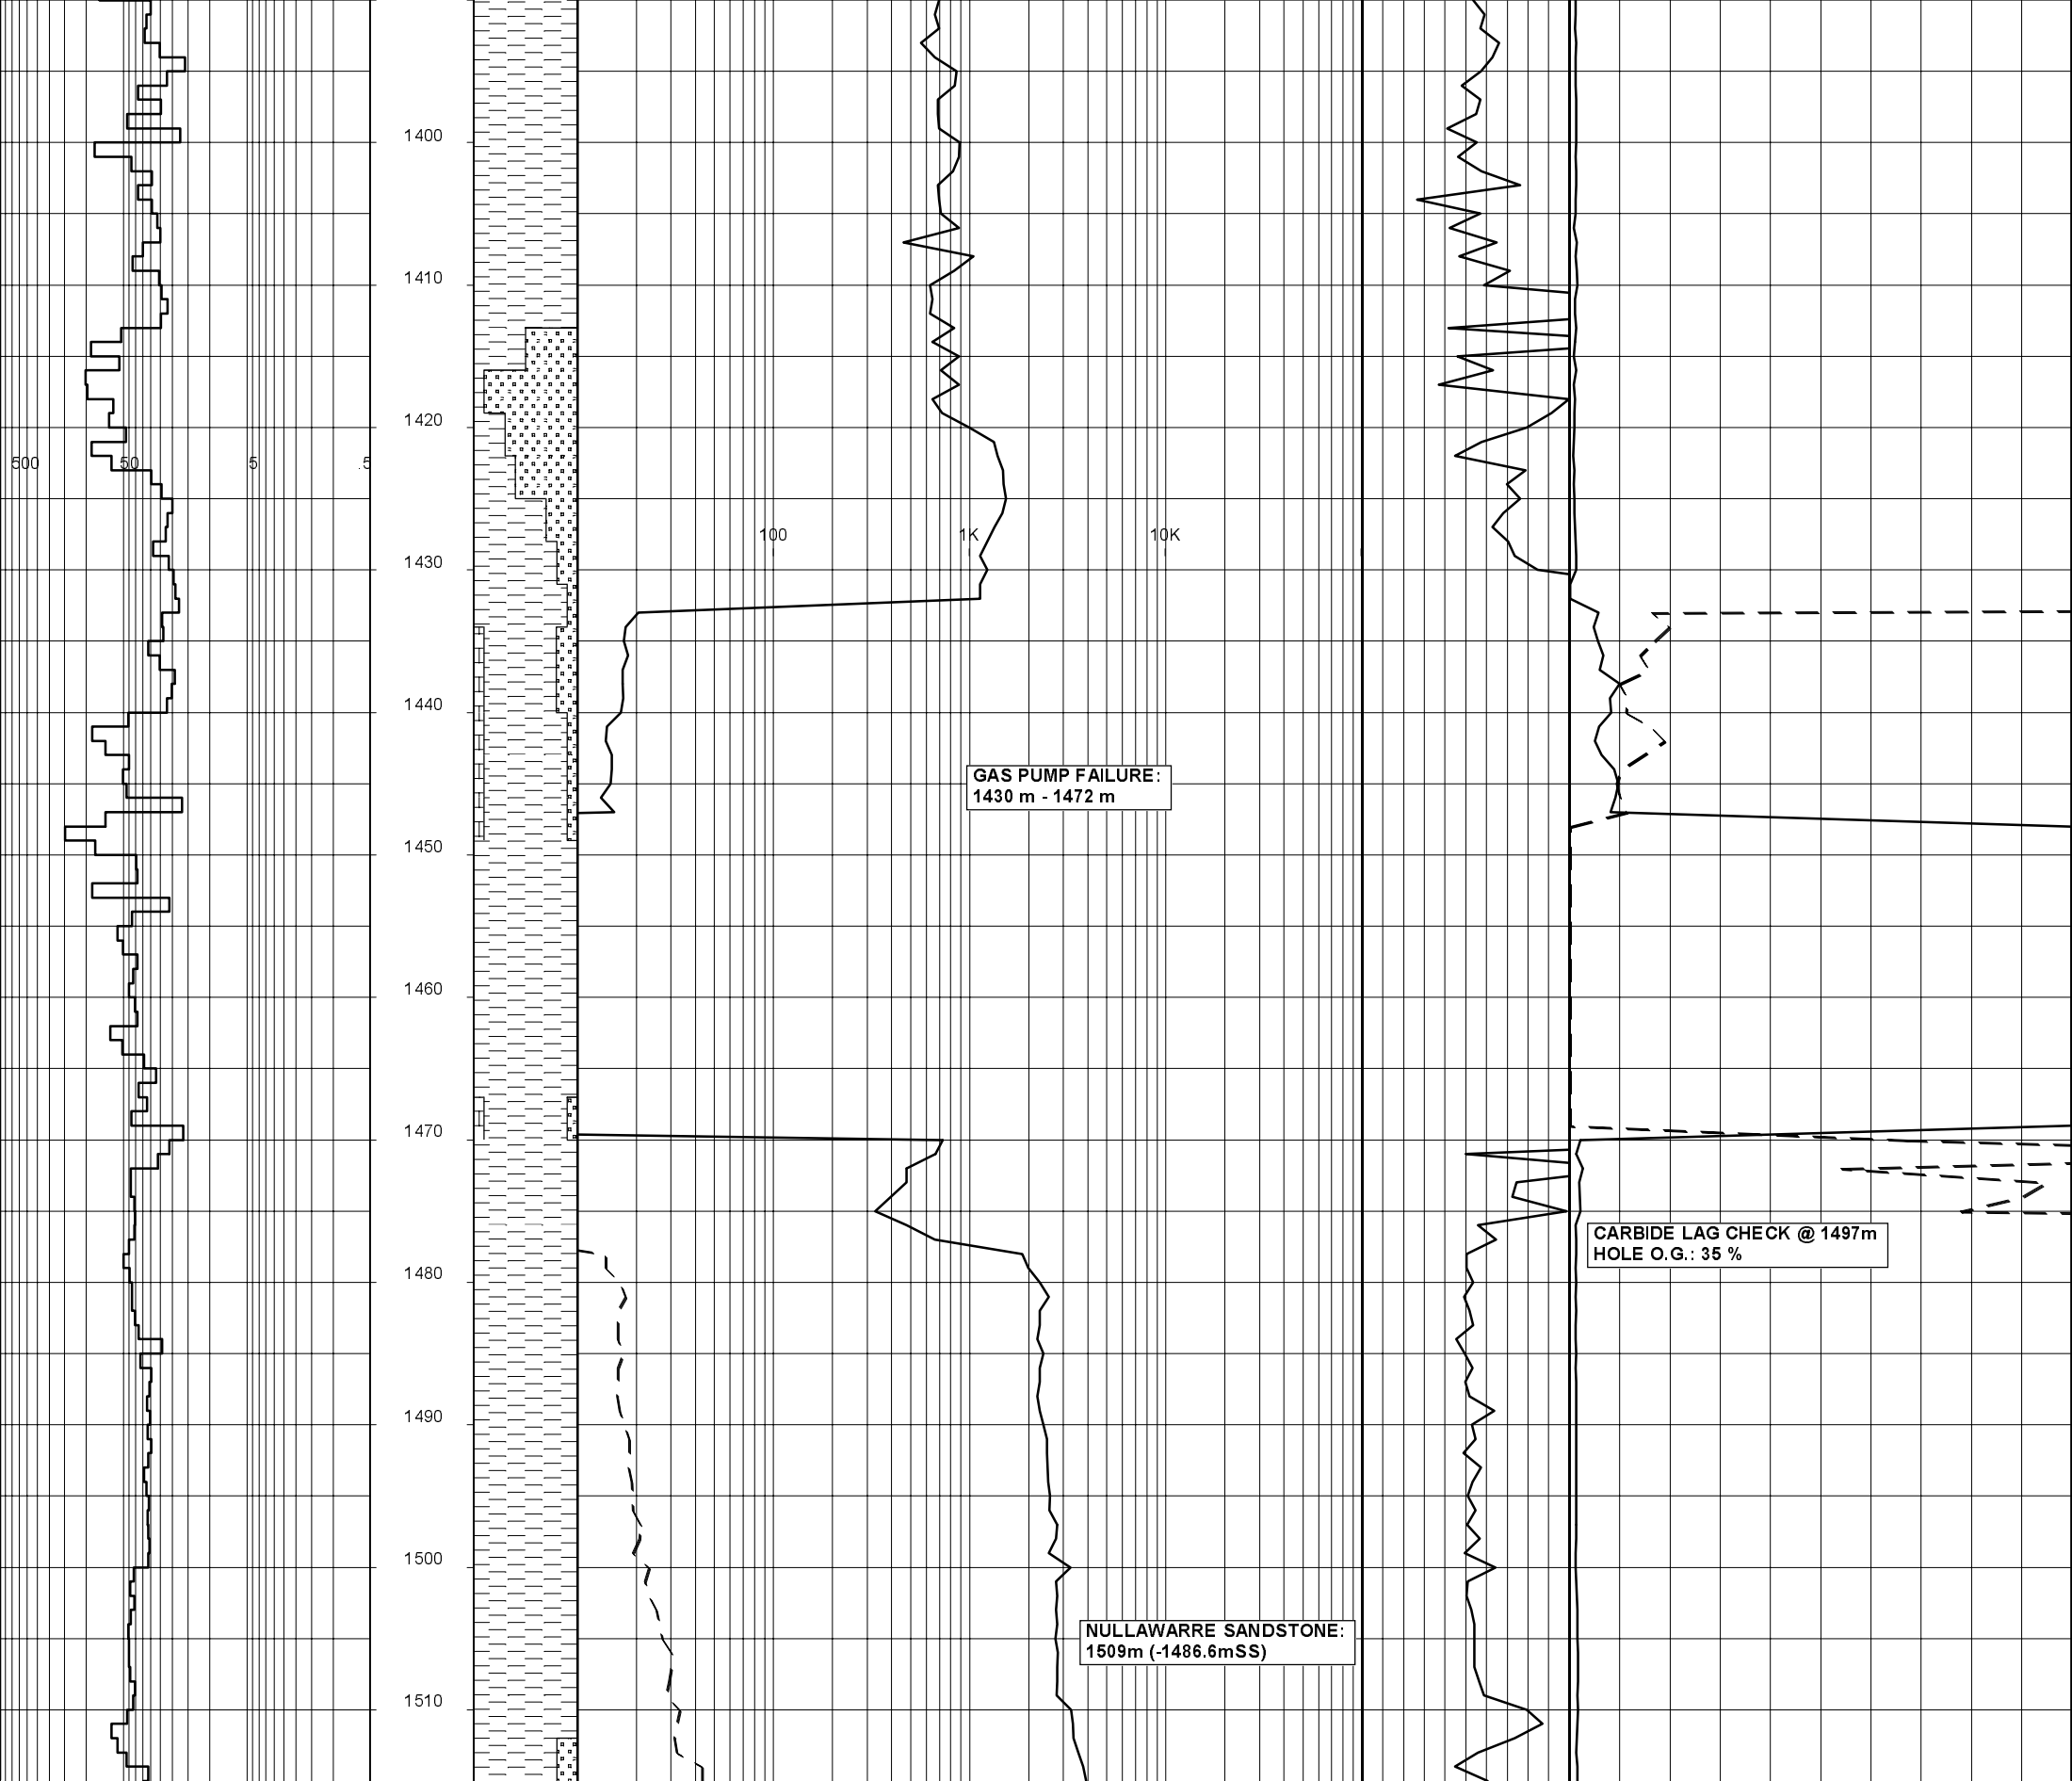 1400
1410
1420
500 50 5 .5
100 1K 10K
1430
1440
GAS PUMP FAILURE:
1430 m - 1472 m
1450
1460
1470
CARBIDE LAG CHECK @ 1497m
HOLE O.G.: 35 %
1480
1490
1500
NULLAWARRE SANDSTONE:
1509m (-1486.6mSS)
1510